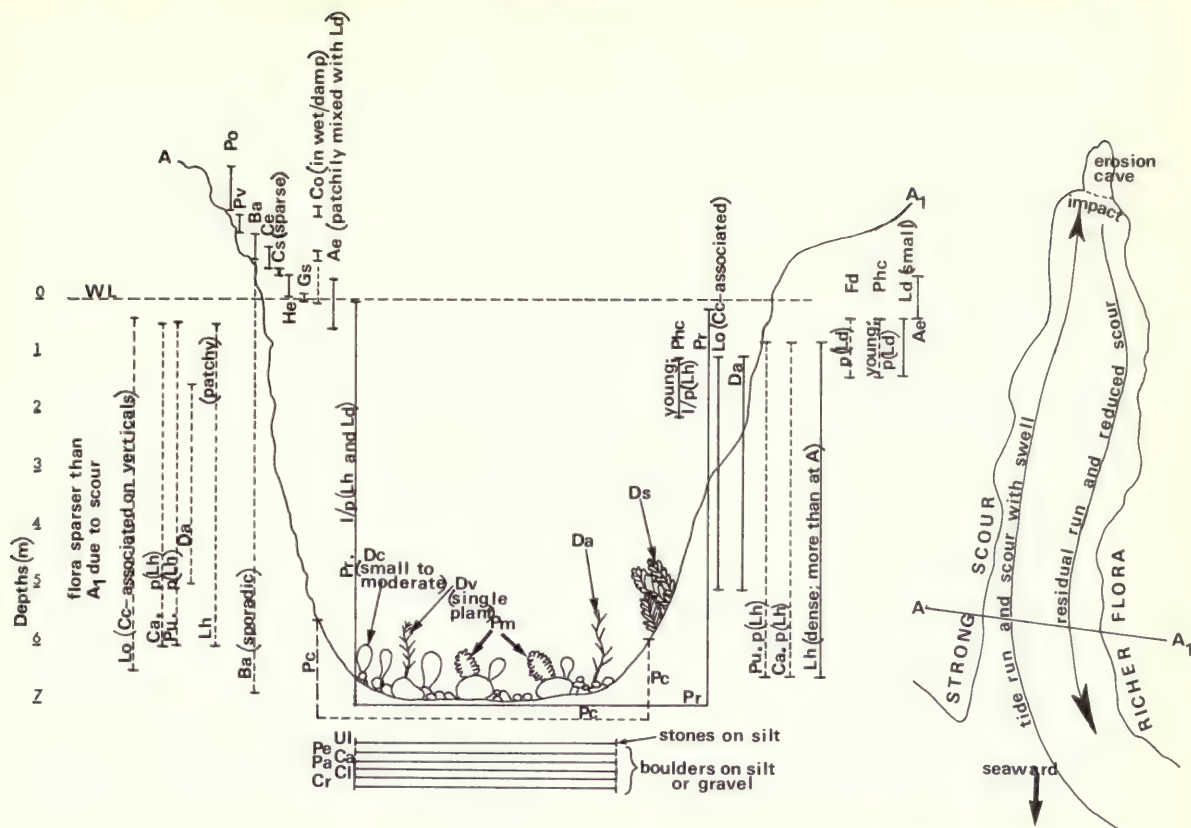 A
Po
Pv
Ba
Ce
Cs (sparse)
He
Gs
Co (in wet/damp)
Ae (patchily mixed with Ld)
A1
WL
Depths (m)
0
1
2
3
4
5
6
7
flora sparser than
A1 due to scour
Lo (Cc-associated on verticals)
Ca. p(Lh)
Pu. p(Lh)
Da
Lh
(patchy)
Ba (sporadic)
l/p(Lh and Ld)
Pr
Dc
(small to
moderate)
Dv
(single
plant)
Pm
Da
Ds
Pc
Pc
Pc
Pr
young;
l/p(Lh)
Phc
Pr
Lo (Cc-associated)
Da
Pu. p(Lh)
Ca. p(Lh)
Lh (dense; more than at A)
p(Ld)
Fd
young;
p(Ld)
Phc
Ae
Ld (small)
Ul
Pe
Ca
Pa
Cl
Cr
stones on silt
boulders on silt
or gravel
erosion
cave
impact
STRONG SCOUR
tide run and scour with swell
residual run and reduced scour
RICHER FLORA
A
A1
seaward